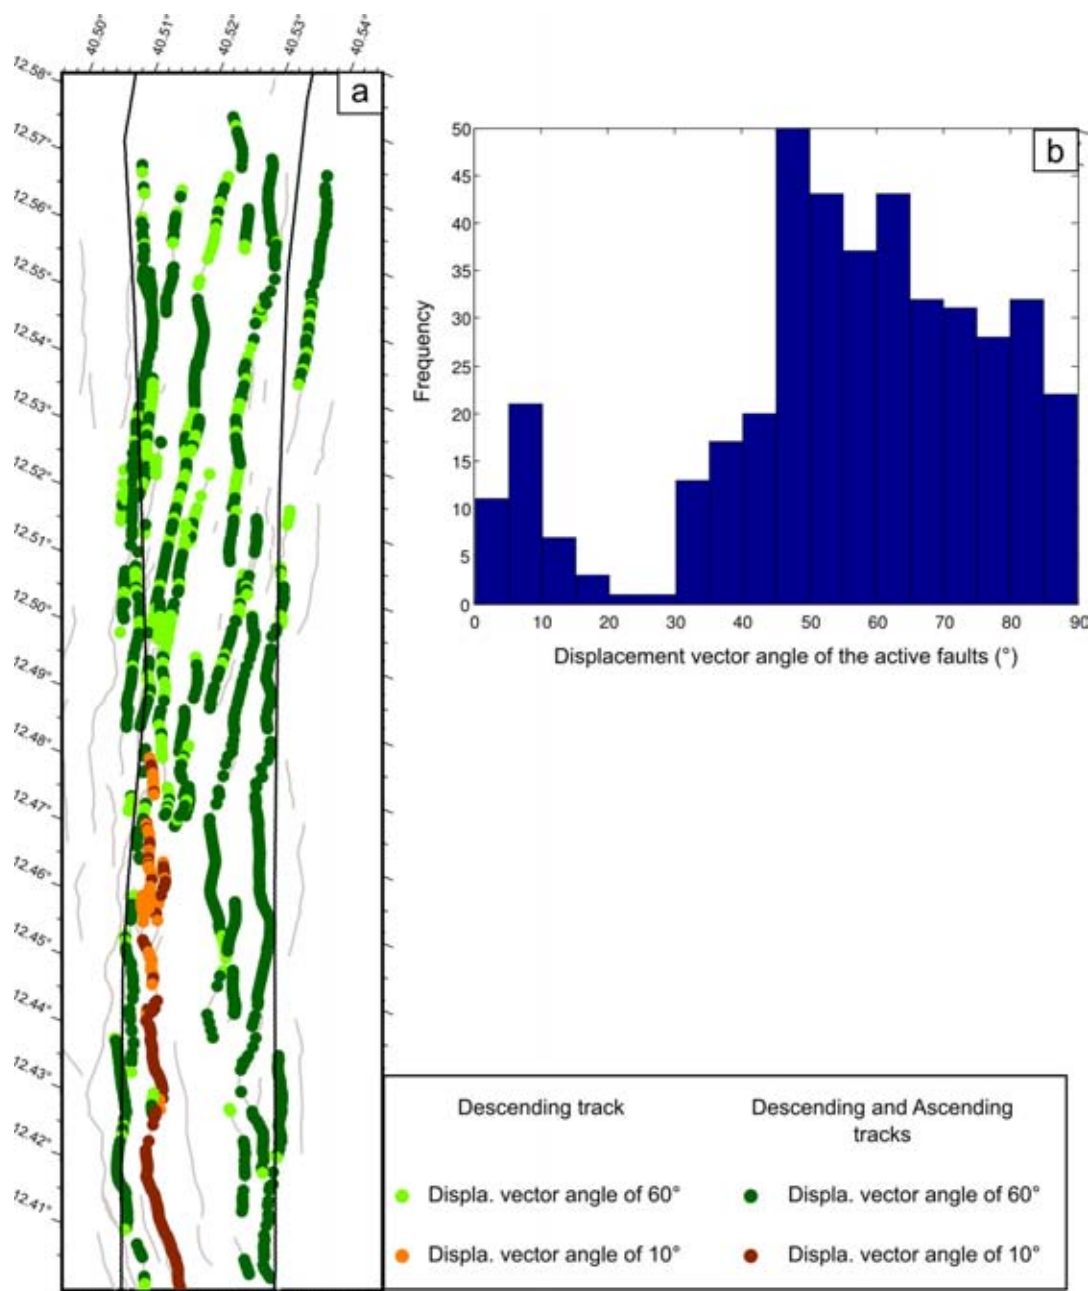 40.50°
40.51°
40.52°
40.53°
40.54°
a
12.58°
12.57°
12.56°
12.55°
12.54°
12.53°
12.52°
12.51°
12.50°
12.49°
12.48°
12.47°
12.46°
12.45°
12.44°
12.43°
12.42°
12.41°
b
Frequency
50
45
40
35
30
25
20
15
10
5
0
0 10 20 30 40 50 60 70 80 90
Displacement vector angle of the active faults (°)
Descending track
Displa. vector angle of 60°
Displa. vector angle of 10°
Descending and Ascending
tracks
Displa. vector angle of 60°
Displa. vector angle of 10°